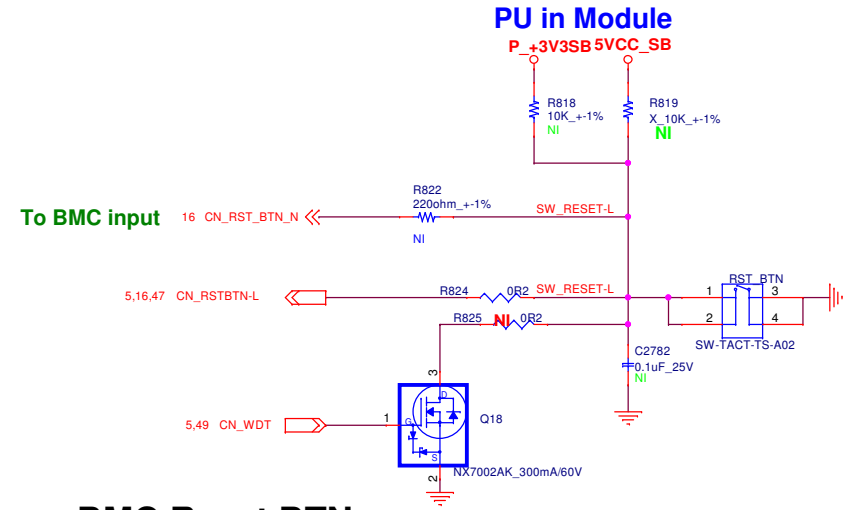 PU in Module
P_+3V3SB 5VCC_SB
R818
10K_+-1%
NI
R819
X_10K_+-1%
NI
R822
220ohm_+-1%
NI
To BMC input 16 CN_RST_BTN_N
SW_RESET-L
5,16,47 CN_RSTBTN-L
R824 0R2 SW_RESET-L
R825 NI 0R2
RST_BTN
1 3
2 4
SW-TACT-TS-A02
C2782
0.1uF_25V
NI
3
D
5,49 CN_WDT
1
G
Q18
S
NX7002AK_300mA/60V
2